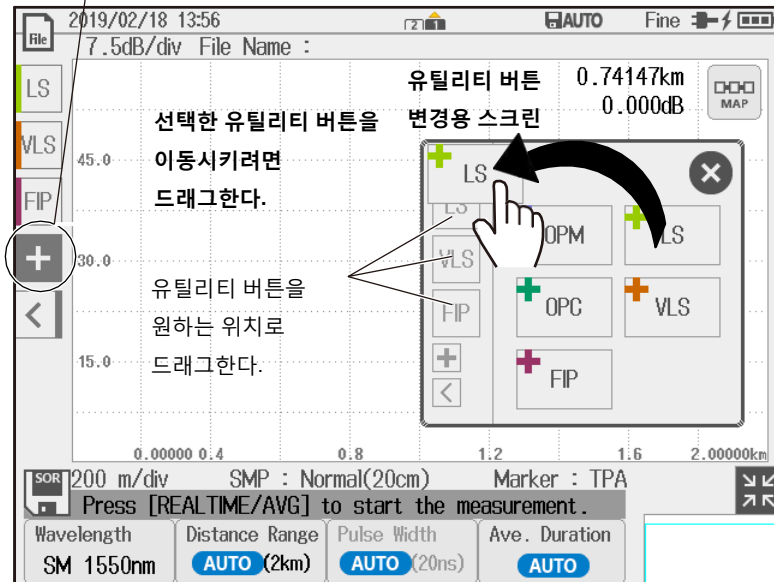 2019/02/18 13:56
2 1
AUTO
Fine
File
7.5dB/div File Name :
LS
VLS
FIP
선택한 유틸리티 버튼을
이동시키려면
드래그한다.
유틸리티 버튼
변경용 스크린
0.74147km
0.000dB
MAP
45.0
30.0
15.0
유틸리티 버튼을
원하는 위치로
드래그한다.
LS
LS
VLS
FIP
OPM
LS
OPC
VLS
FIP
0.00000 0.4 0.8 1.2 1.6 2.00000km
SOR
200 m/div SMP : Normal(20cm) Marker : TPA
Press [REALTIME/AVG] to start the measurement.
Wavelength
SM 1550nm
Distance Range
AUTO (2km)
Pulse Width
AUTO (20ns)
Ave. Duration
AUTO